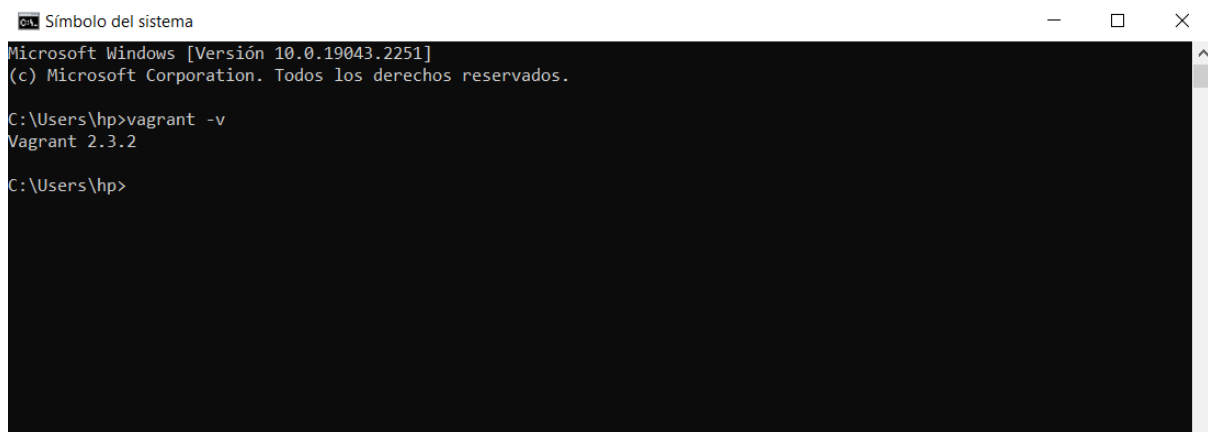 Símbolo del sistema
Microsoft Windows [Versión 10.0.19043.2251]
(c) Microsoft Corporation. Todos los derechos reservados.
C:\Users\hp>vagrant -v
Vagrant 2.3.2
C:\Users\hp>